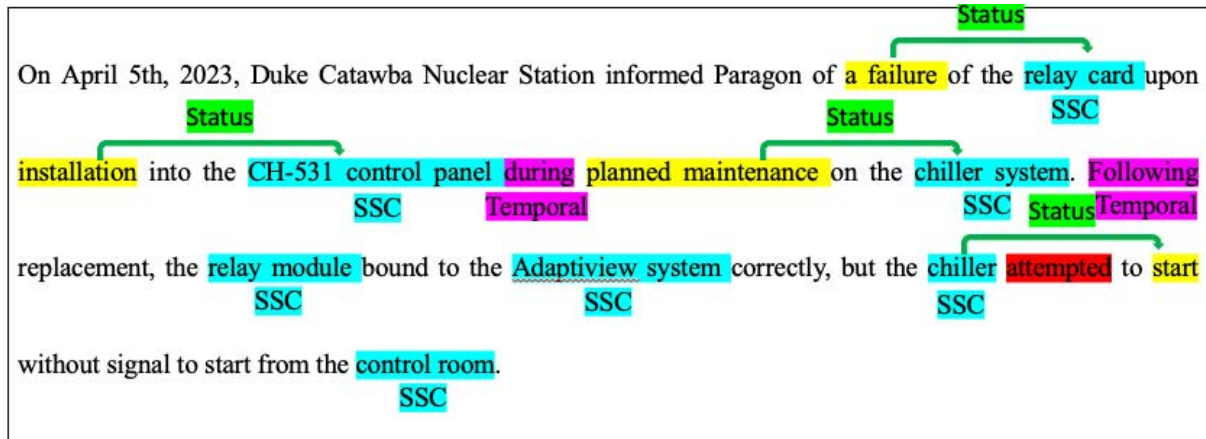 Status
On April 5th, 2023, Duke Catawba Nuclear Station informed Paragon of a failure of the relay card upon
SSC
Status Status
installation into the CH-531 control panel during planned maintenance on the chiller system. Following
SSC Temporal SSC Temporal
Status
replacement, the relay module bound to the Adaptiview system correctly, but the chiller attempted to start
SSC SSC SSC
without signal to start from the control room.
SSC